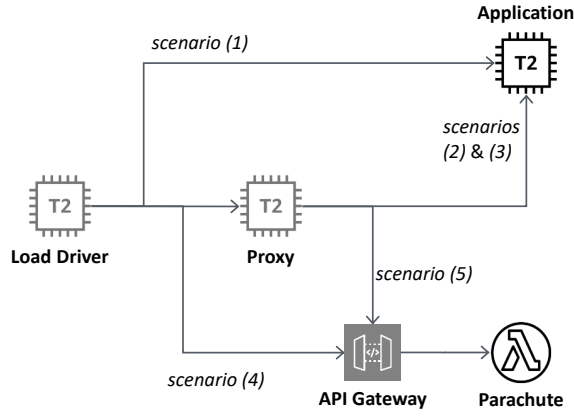 Application
scenario (1)
T2
scenarios
(2) & (3)
T2
T2
Load Driver
Proxy
scenario (5)
</>
scenario (4)
API Gateway
Parachute